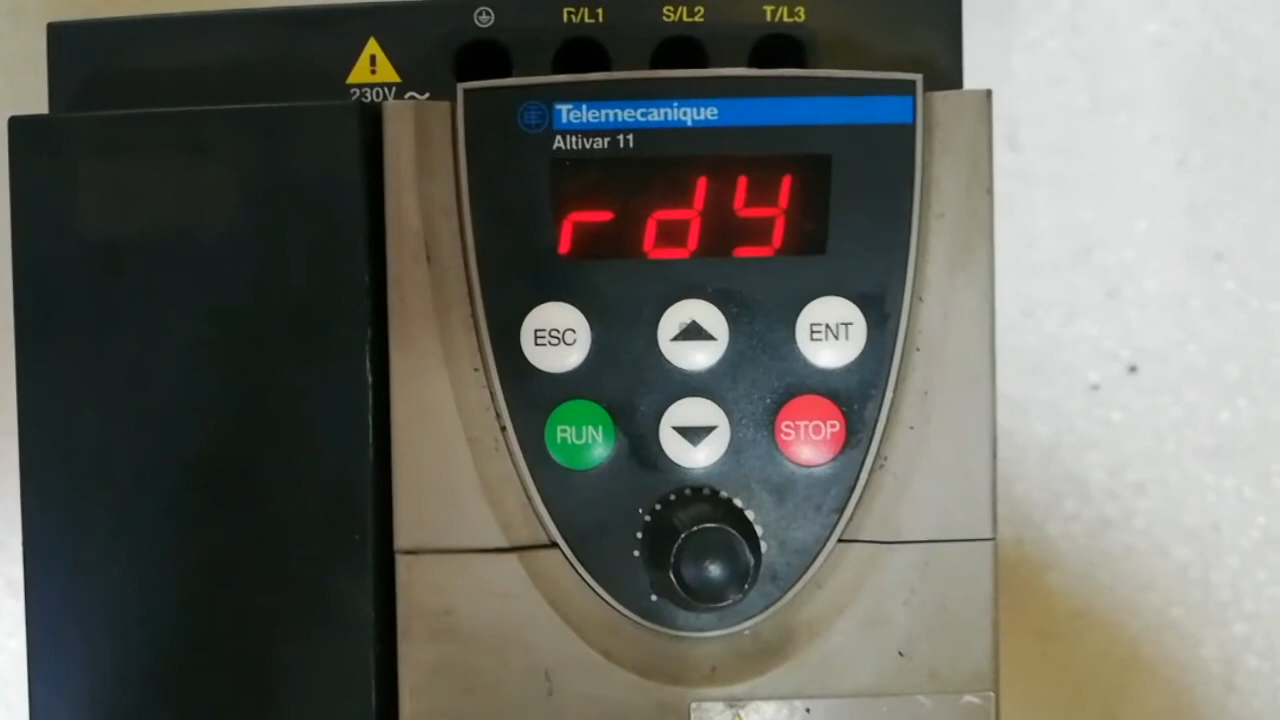 R/L1 S/L2 T/L3
230V ~
Telemecanique
Altivar 11
rdy
ESC ENT
RUN STOP